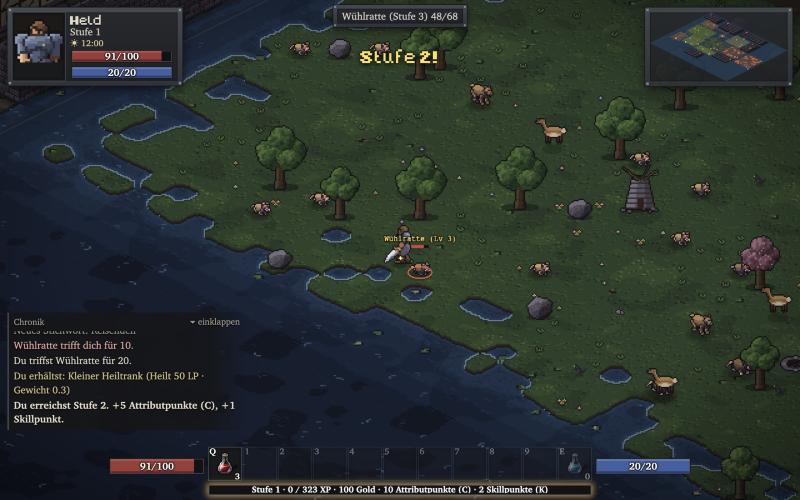 Held
Stufe 1
12:00
91/100
20/20
Wühlratte (Stufe 3) 48/68
Stufe 2!
Wühlratte (Lv 3)
Chronik
einklappen
Wühlratte trifft dich für 10.
Du triffst Wühlratte für 20.
Du erhältst: Kleiner Heiltrank (Heilt 50 LP ·
Gewicht 0.3)
Du erreichst Stufe 2. +5 Attributpunkte (C), +1
Skillpunkt.
91/100
Q 1 2 3 4 5 6 7 8 9 E
3 0
20/20
Stufe 1 · 0 / 323 XP · 100 Gold · 10 Attributpunkte (C) · 2 Skillpunkte (K)